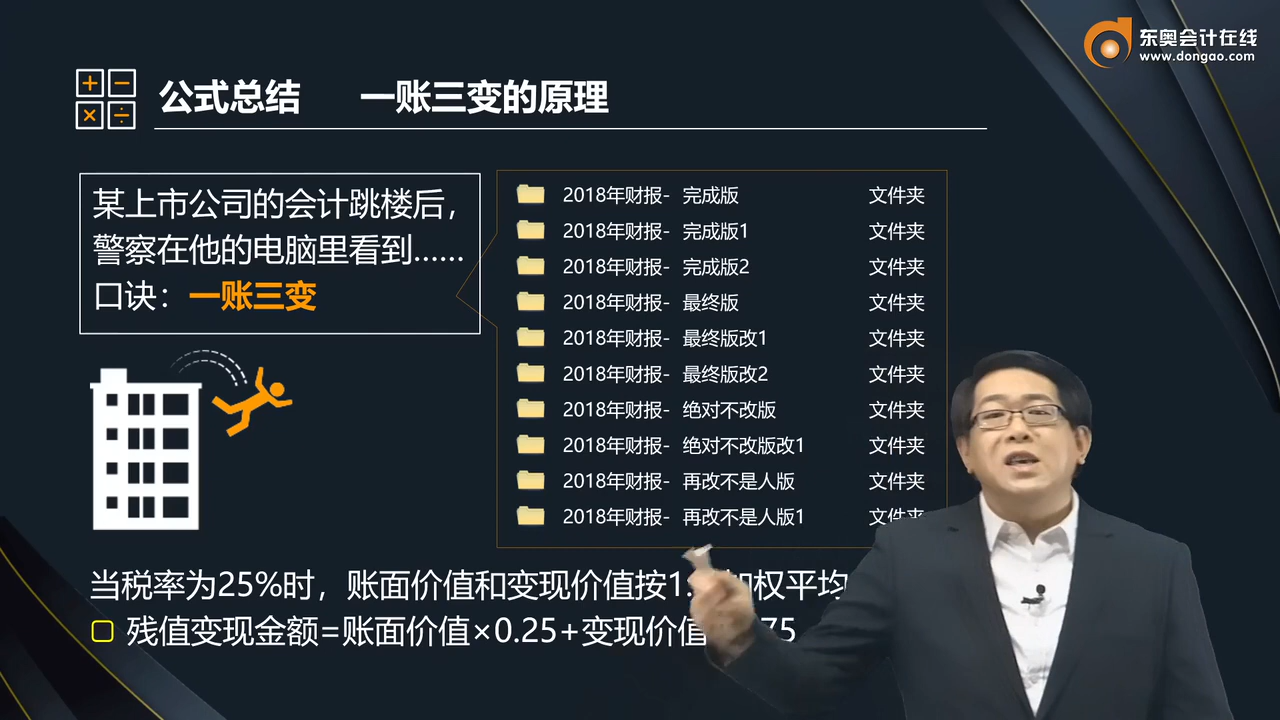 东奥会计在线
www.dongao.com
公式总结 一账三变的原理
某上市公司的会计跳楼后，
警察在他的电脑里看到……
口诀：一账三变
2018年财报- 完成版 文件夹
2018年财报- 完成版1 文件夹
2018年财报- 完成版2 文件夹
2018年财报- 最终版 文件夹
2018年财报- 最终版改1 文件夹
2018年财报- 最终版改2 文件夹
2018年财报- 绝对不改版 文件夹
2018年财报- 绝对不改版改1 文件夹
2018年财报- 再改不是人版 文件夹
2018年财报- 再改不是人版1 文件夹
当税率为25%时，账面价值和变现价值按1 加权平均
残值变现金额=账面价值×0.25+变现价值 75